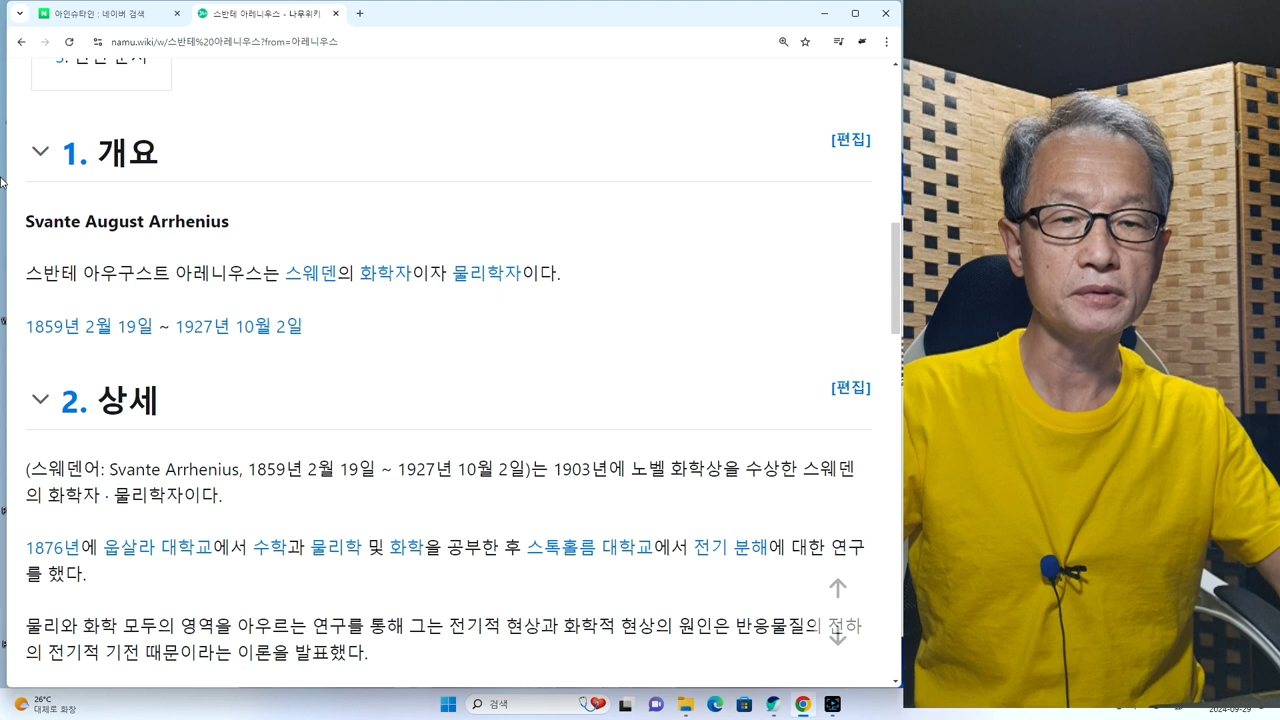 아인슈타인 : 네이버 검색
스반테 아레니우스 - 나무위키
namu.wiki/w/스반테%20아레니우스?from=아레니우스
1. 개요
[편집]
Svante August Arrhenius
스반테 아우구스트 아레니우스는 스웨덴의 화학자이자 물리학자이다.
1859년 2월 19일 ~ 1927년 10월 2일
2. 상세
[편집]
(스웨덴어: Svante Arrhenius, 1859년 2월 19일 ~ 1927년 10월 2일)는 1903년에 노벨 화학상을 수상한 스웨덴
의 화학자 · 물리학자이다.
1876년에 웁살라 대학교에서 수학과 물리학 및 화학을 공부한 후 스톡홀름 대학교에서 전기 분해에 대한 연구
를 했다.
물리와 화학 모두의 영역을 아우르는 연구를 통해 그는 전기적 현상과 화학적 현상의 원인은 반응물질의 전하
의 전기적 기전 때문이라는 이론을 발표했다.
26°C
대체로 화창
검색
2024-09-29